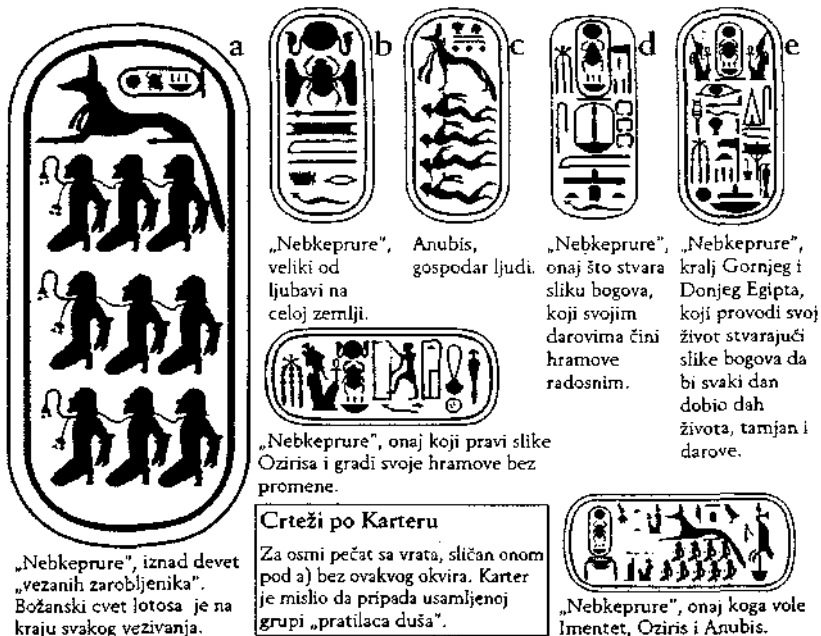 a
b
c
d
e
„Nebkeprure”,
veliki od
ljubavi na
celoj zemlji.
Anubis,
gospodar ljudi.
„Nebkeprure”,
onaj što stvara
sliku bogova,
koji svojim
darovima čini
hramove
radosnim.
„Nebkeprure”,
kralj Gornjeg i
Donjeg Egipta,
koji provodi svoj
život stvarajući
slike bogova da
bi svaki dan
dobio dah
života, tamjan i
darove.
„Nebkeprure”, onaj koji pravi slike
Ozirisa i gradi svoje hramove bez
promene.
„Nebkeprure”, iznad devet
„vezanih zarobljenika”.
Božanski cvet lotosa je na
kraju svakog vezivanja.
Crteži po Karteru
Za osmi pečat sa vrata, sličan onom
pod a) bez ovakvog okvira. Karter
je mislio da pripada usamljenoj
grupi „pratilaca duša”.
„Nebkeprure”, onaj koga vole
Imentet, Oziris i Anubis.